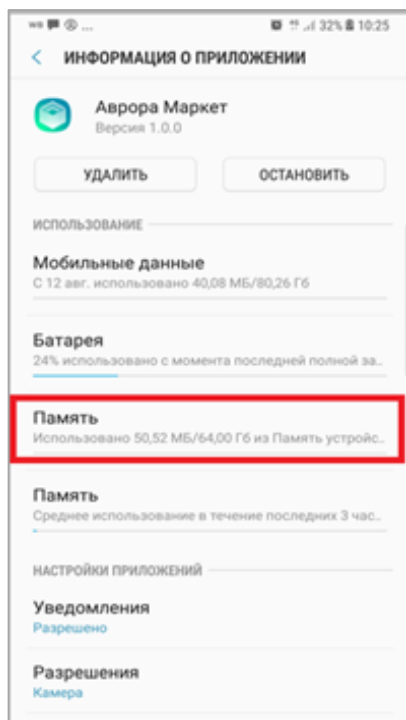 32% 10:25
ИНФОРМАЦИЯ О ПРИЛОЖЕНИИ
Аврора Маркет
Версия 1.0.0
УДАЛИТЬ
ОСТАНОВИТЬ
ИСПОЛЬЗОВАНИЕ
Мобильные данные
С 12 авг. использовано 40,08 МБ/80,26 Гб
Батарея
24% использовано с момента последней полной за...
Память
Использовано 50,52 МБ/64,00 Гб из Память устройс...
Память
Среднее использование в течение последних 3 час...
НАСТРОЙКИ ПРИЛОЖЕНИЙ
Уведомления
Разрешено
Разрешения
Камера